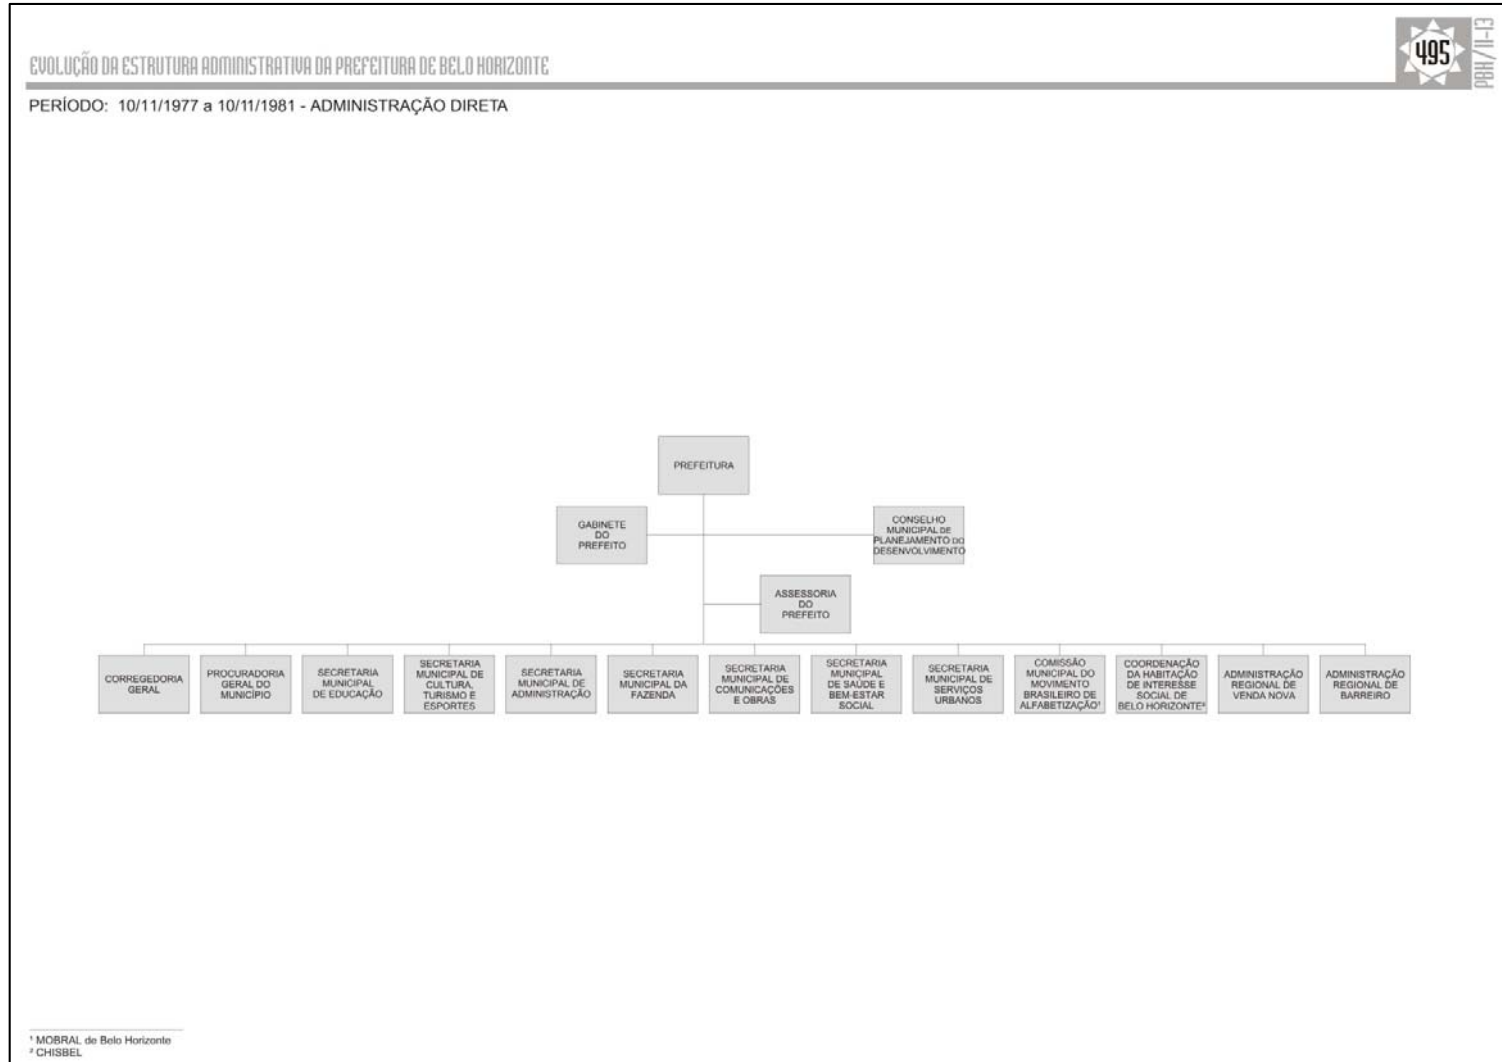 EVOLUÇÃO DA ESTRUTURA ADMINISTRATIVA DA PREFEITURA DE BELO HORIZONTE
495
PBH/11-13
PERÍODO: 10/11/1977 a 10/11/1981 - ADMINISTRAÇÃO DIRETA
PREFEITURA
GABINETE
DO
PREFEITO
CONSELHO
MUNICIPAL DE
PLANEJAMENTO DO
DESENVOLVIMENTO
ASSESSORIA
DO
PREFEITO
CORREGEDORIA
GERAL
PROCURADORIA
GERAL DO
MUNICÍPIO
SECRETARIA
MUNICIPAL
DE EDUCAÇÃO
SECRETARIA
MUNICIPAL DE
CULTURA,
TURISMO E
ESPORTES
SECRETARIA
MUNICIPAL DE
ADMINISTRAÇÃO
SECRETARIA
MUNICIPAL DA
FAZENDA
SECRETARIA
MUNICIPAL DE
COMUNICAÇÕES
E OBRAS
SECRETARIA
MUNICIPAL
DE SAÚDE E
BEM-ESTAR
SOCIAL
SECRETARIA
MUNICIPAL DE
SERVIÇOS
URBANOS
COMISSÃO
MUNICIPAL DO
MOVIMENTO
BRASILEIRO DE
ALFABETIZAÇÃO¹
COORDENAÇÃO
DA HABITAÇÃO
DE INTERESSE
SOCIAL DE
BELO HORIZONTE²
ADMINISTRAÇÃO
REGIONAL DE
VENDA NOVA
ADMINISTRAÇÃO
REGIONAL DE
BARREIRO
¹ MOBRAL de Belo Horizonte
² CHISBEL